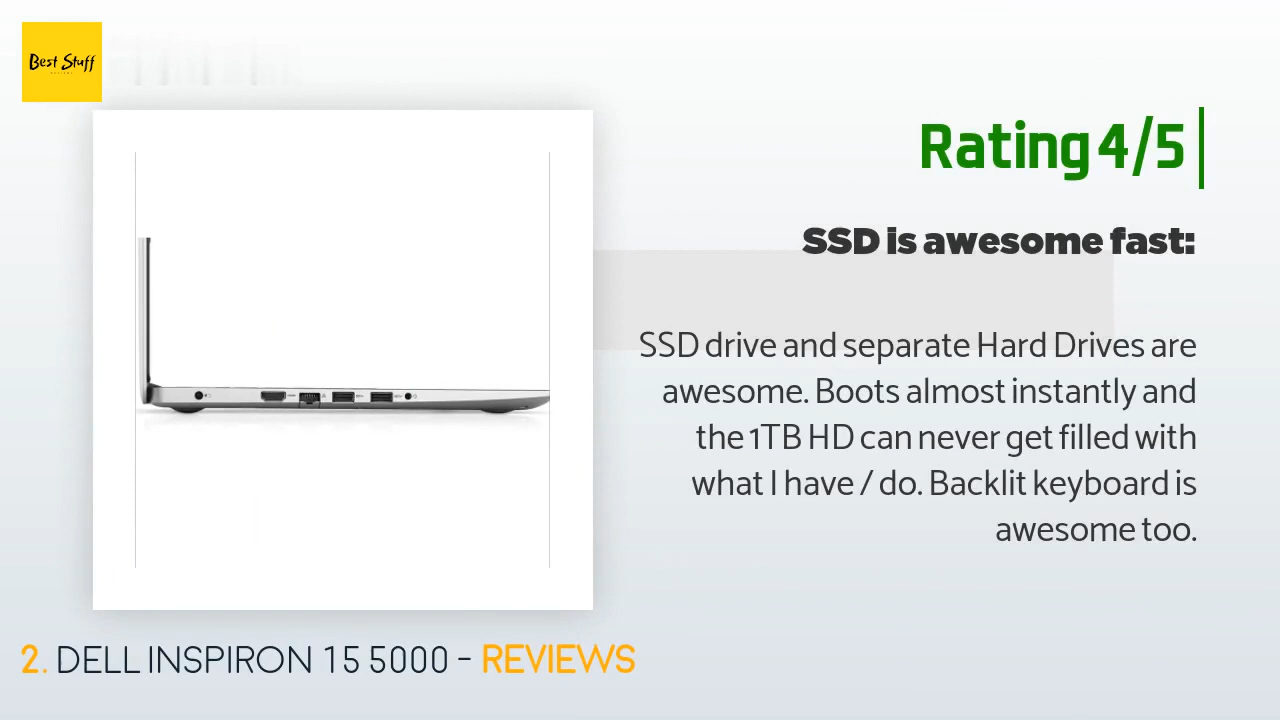 Best Stuff
Rating 4/5
SSD is awesome fast:
SSD drive and separate Hard Drives are
awesome. Boots almost instantly and
the 1TB HD can never get filled with
what I have / do. Backlit keyboard is
awesome too.
2. DELL INSPIRON 15 5000 - REVIEWS